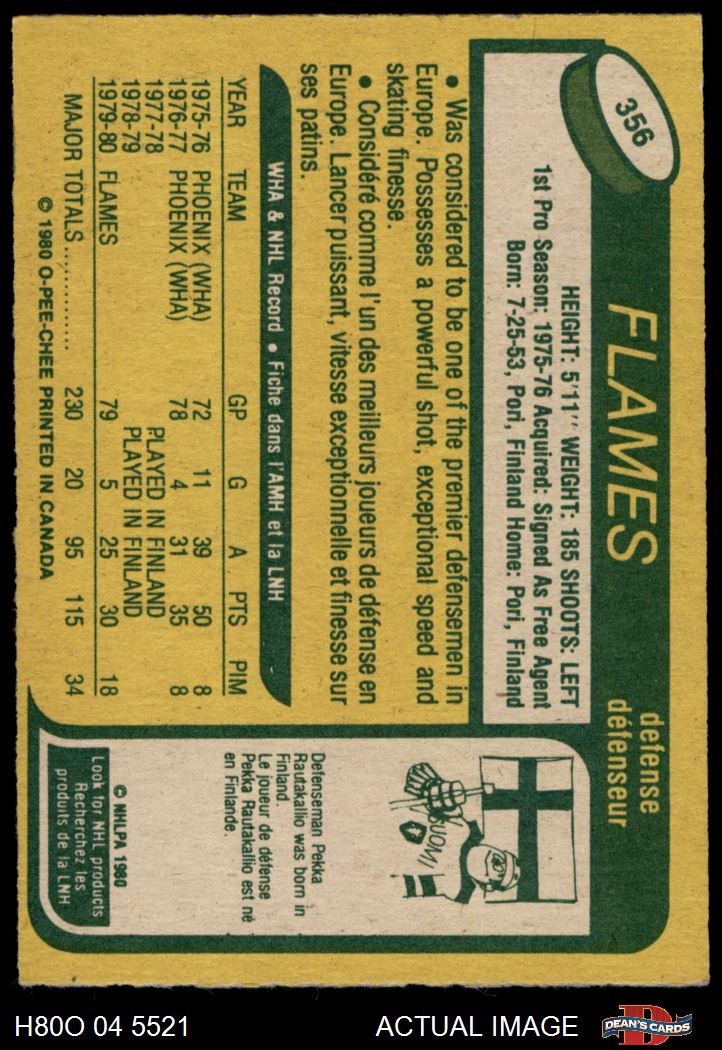 356
FLAMES
defense
défenseur
HEIGHT: 5'11" WEIGHT: 185 SHOOTS: LEFT
1st Pro Season: 1975-76 Acquired: Signed As Free Agent
Born: 7-25-53, Pori, Finland Home: Pori, Finland
• Was considered to be one of the premier defensemen in
Europe. Possesses a powerful shot, exceptional speed and
skating finesse.
• Considéré comme l'un des meilleurs joueurs de défense en
Europe. Lancer puissant, vitesse exceptionnelle et finesse sur
ses patins.
WHA & NHL Record • Fiche dans l'AMH et la LNH
YEAR TEAM GP G A PTS PIM
1975-76 PHOENIX (WHA) 72 11 39 50 8
1976-77 PHOENIX (WHA) 78 4 31 35 8
1977-78 PLAYED IN FINLAND
1978-79 PLAYED IN FINLAND
1979-80 FLAMES 79 5 25 30 18
MAJOR TOTALS.............. 230 20 95 115 34
© 1980 O-PEE-CHEE PRINTED IN CANADA
SUOMI
Defenseman Pekka
Rautakallio was born in
Finland.
Le joueur de défense
Pekka Rautakallio est né
en Finlande.
© NHLPA 1980
Look for NHL products
Recherchez les
produits de la LNH
H80O 04 5521
ACTUAL IMAGE
D
DEAN'S CARDS